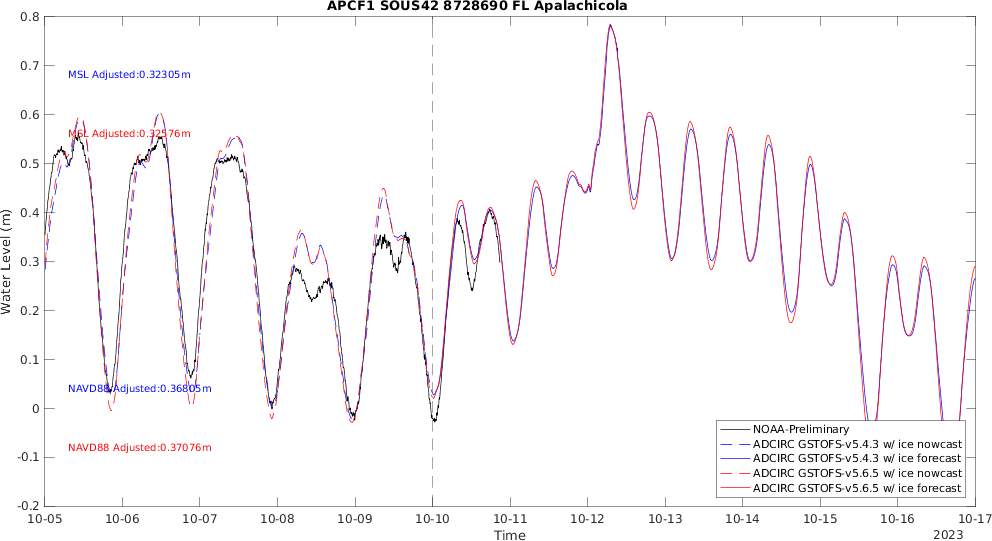 APCF1 SOUS42 8728690 FL Apalachicola
0.8
0.7
0.6
0.5
0.4
0.3
0.2
0.1
0
-0.1
-0.2
Water Level (m)
MSL Adjusted:0.32305m
MSL Adjusted:0.32576m
NAVD88 Adjusted:0.36805m
NAVD88 Adjusted:0.37076m
NOAA-Preliminary
ADCIRC GSTOFS-v5.4.3 w/ ice nowcast
ADCIRC GSTOFS-v5.4.3 w/ ice forecast
ADCIRC GSTOFS-v5.6.5 w/ ice nowcast
ADCIRC GSTOFS-v5.6.5 w/ ice forecast
10-05 10-06 10-07 10-08 10-09 10-10 10-11 10-12 10-13 10-14 10-15 10-16 10-17
Time
2023